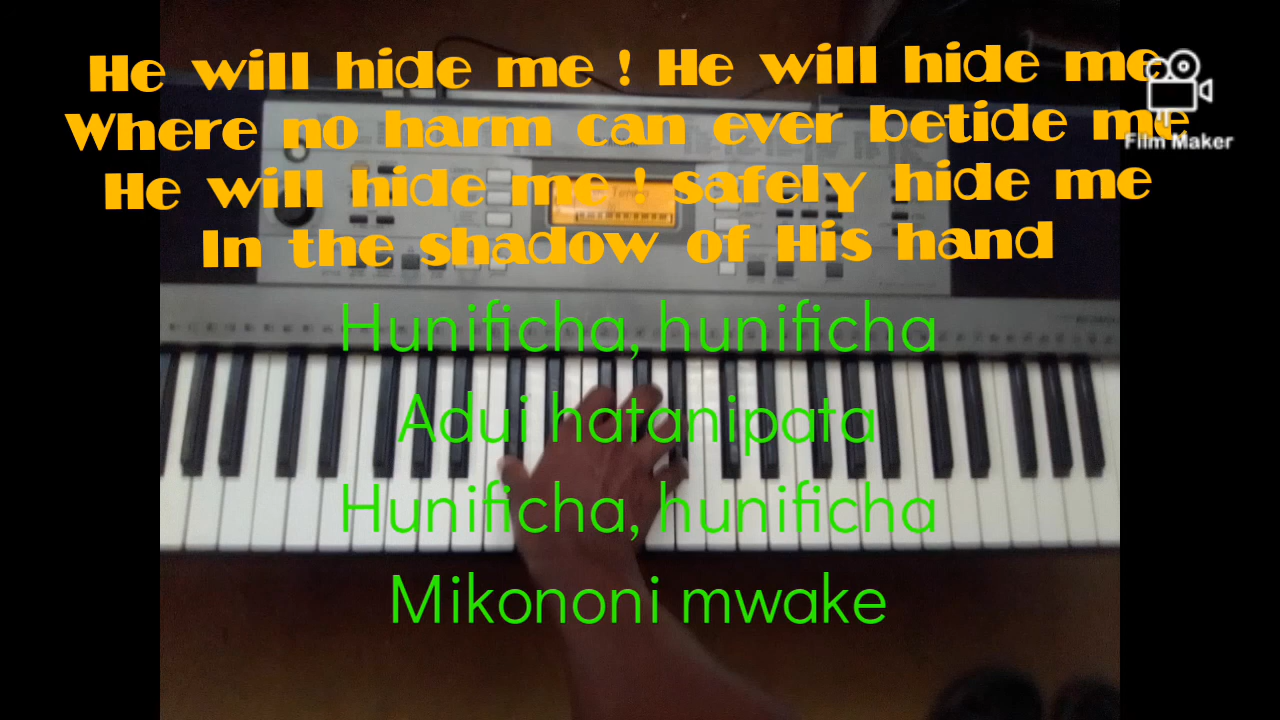 He will hide me ! He will hide me
Where no harm can ever betide me
He will hide me ! Safely hide me
In the shadow of His hand
Film Maker
Hunificha, hunificha
Adui hatanipata
Hunificha, hunificha
Mikononi mwake